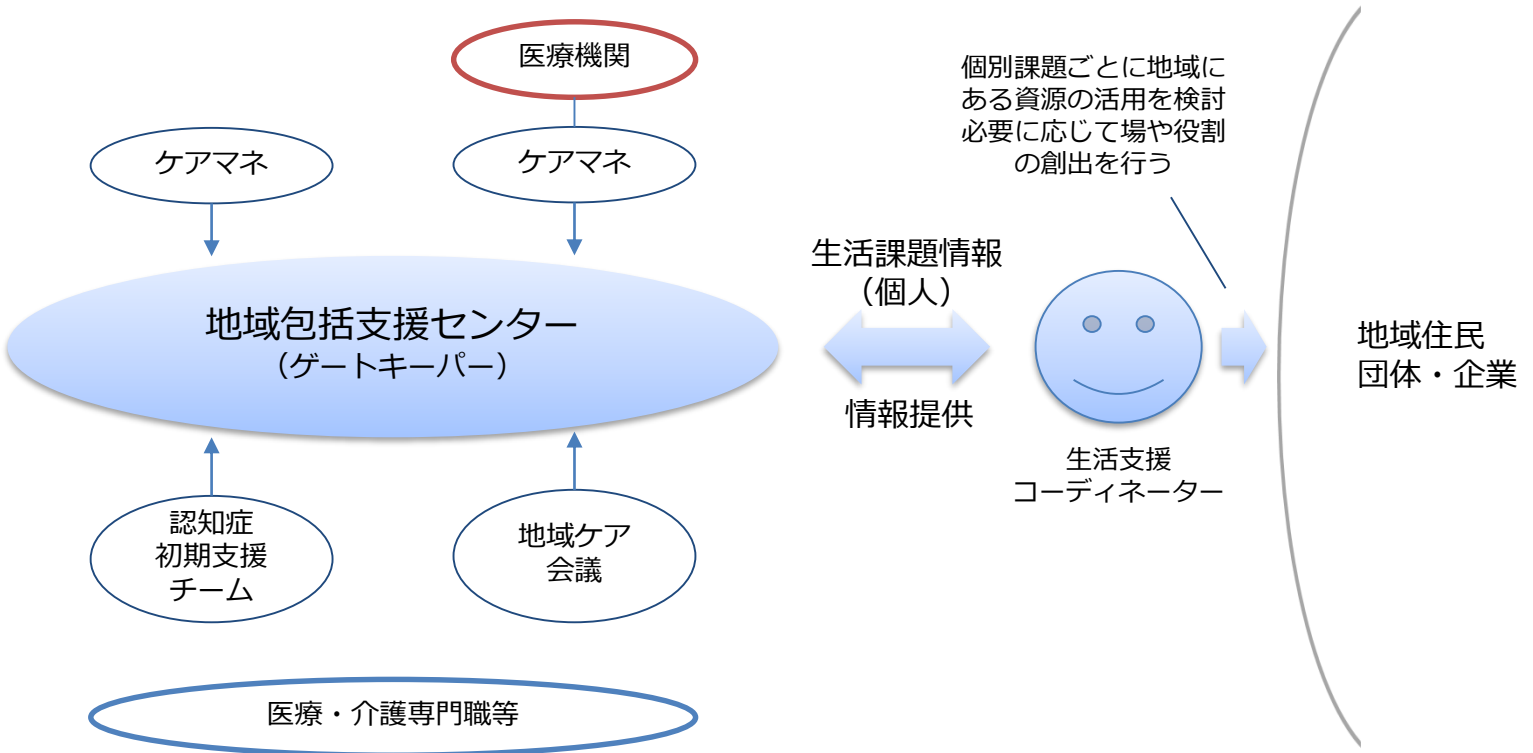 医療機関
ケアマネ
ケアマネ
地域包括支援センター
（ゲートキーパー）
認知症
初期支援
チーム
地域ケア
会議
医療・介護専門職等
生活課題情報
（個人）
情報提供
個別課題ごとに地域に
ある資源の活用を検討
必要に応じて場や役割
の創出を行う
生活支援
コーディネーター
地域住民
団体・企業